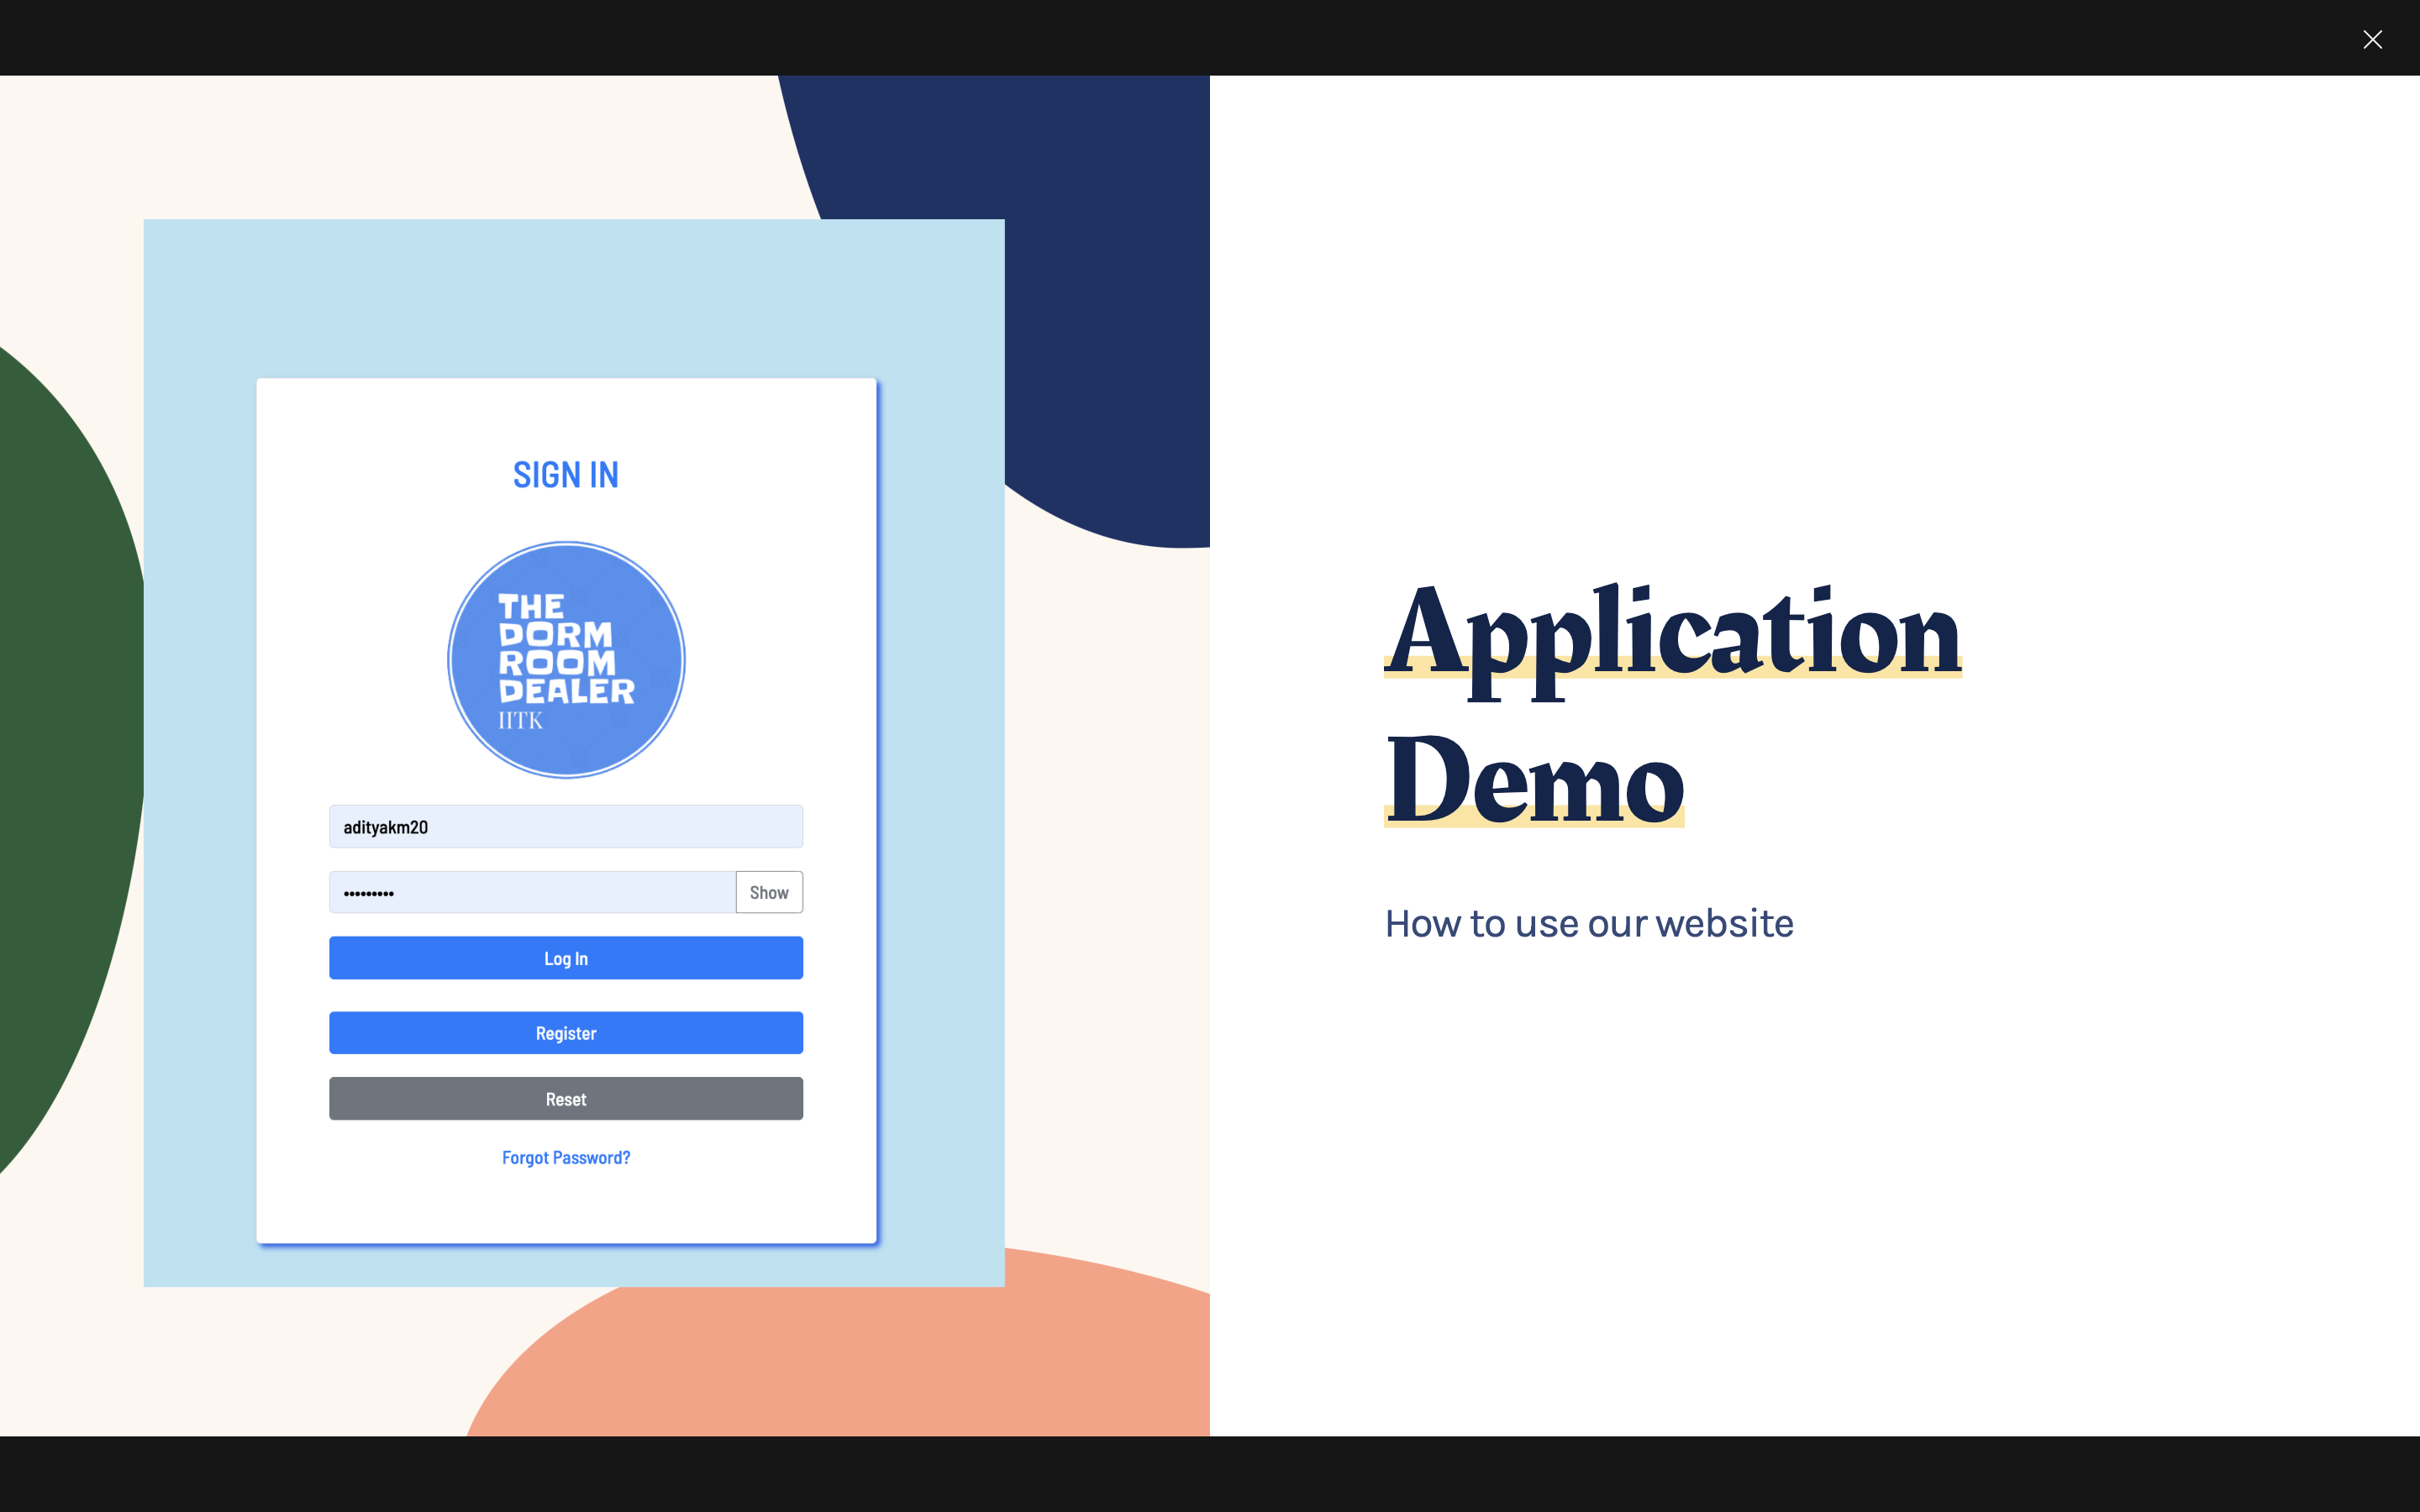 SIGN IN
THE
DORM
ROOM
DEALER
IITK
adityakm20
•••••••••
Show
Log In
Register
Reset
Forgot Password?
Application
Demo
How to use our website